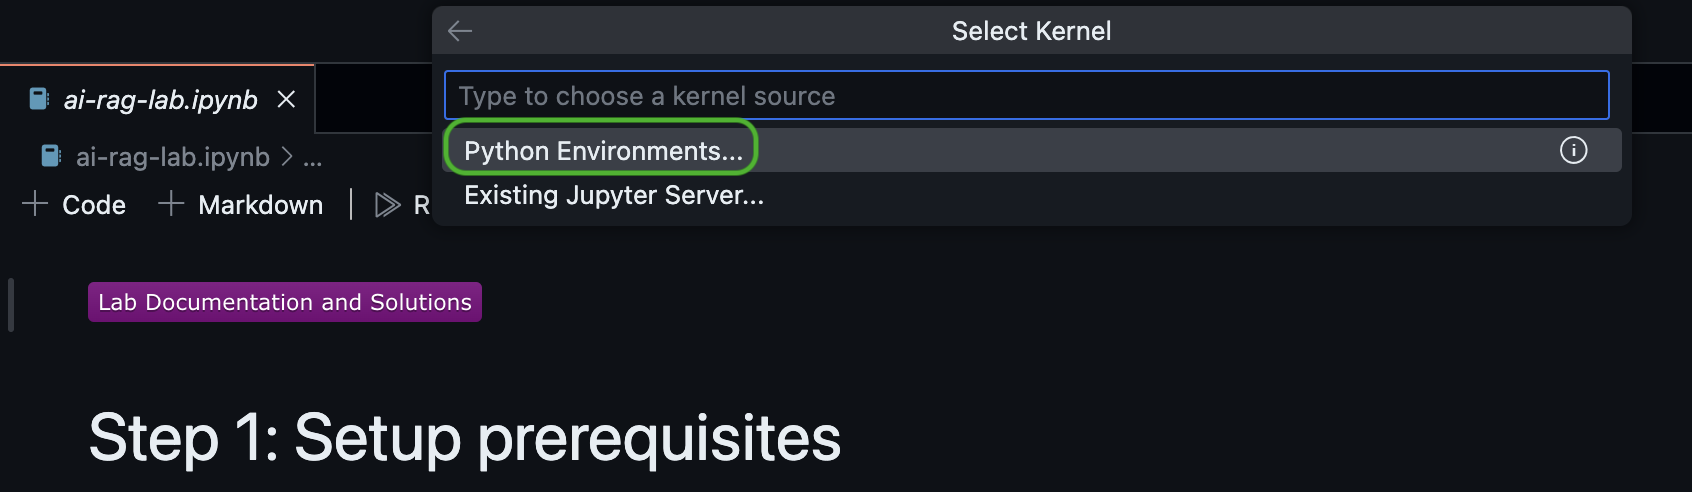 Select Kernel
ai-rag-lab.ipynb
Type to choose a kernel source
Python Environments...
Existing Jupyter Server...
ai-rag-lab.ipynb > ...
Code
Markdown
R
Lab Documentation and Solutions
Step 1: Setup prerequisites